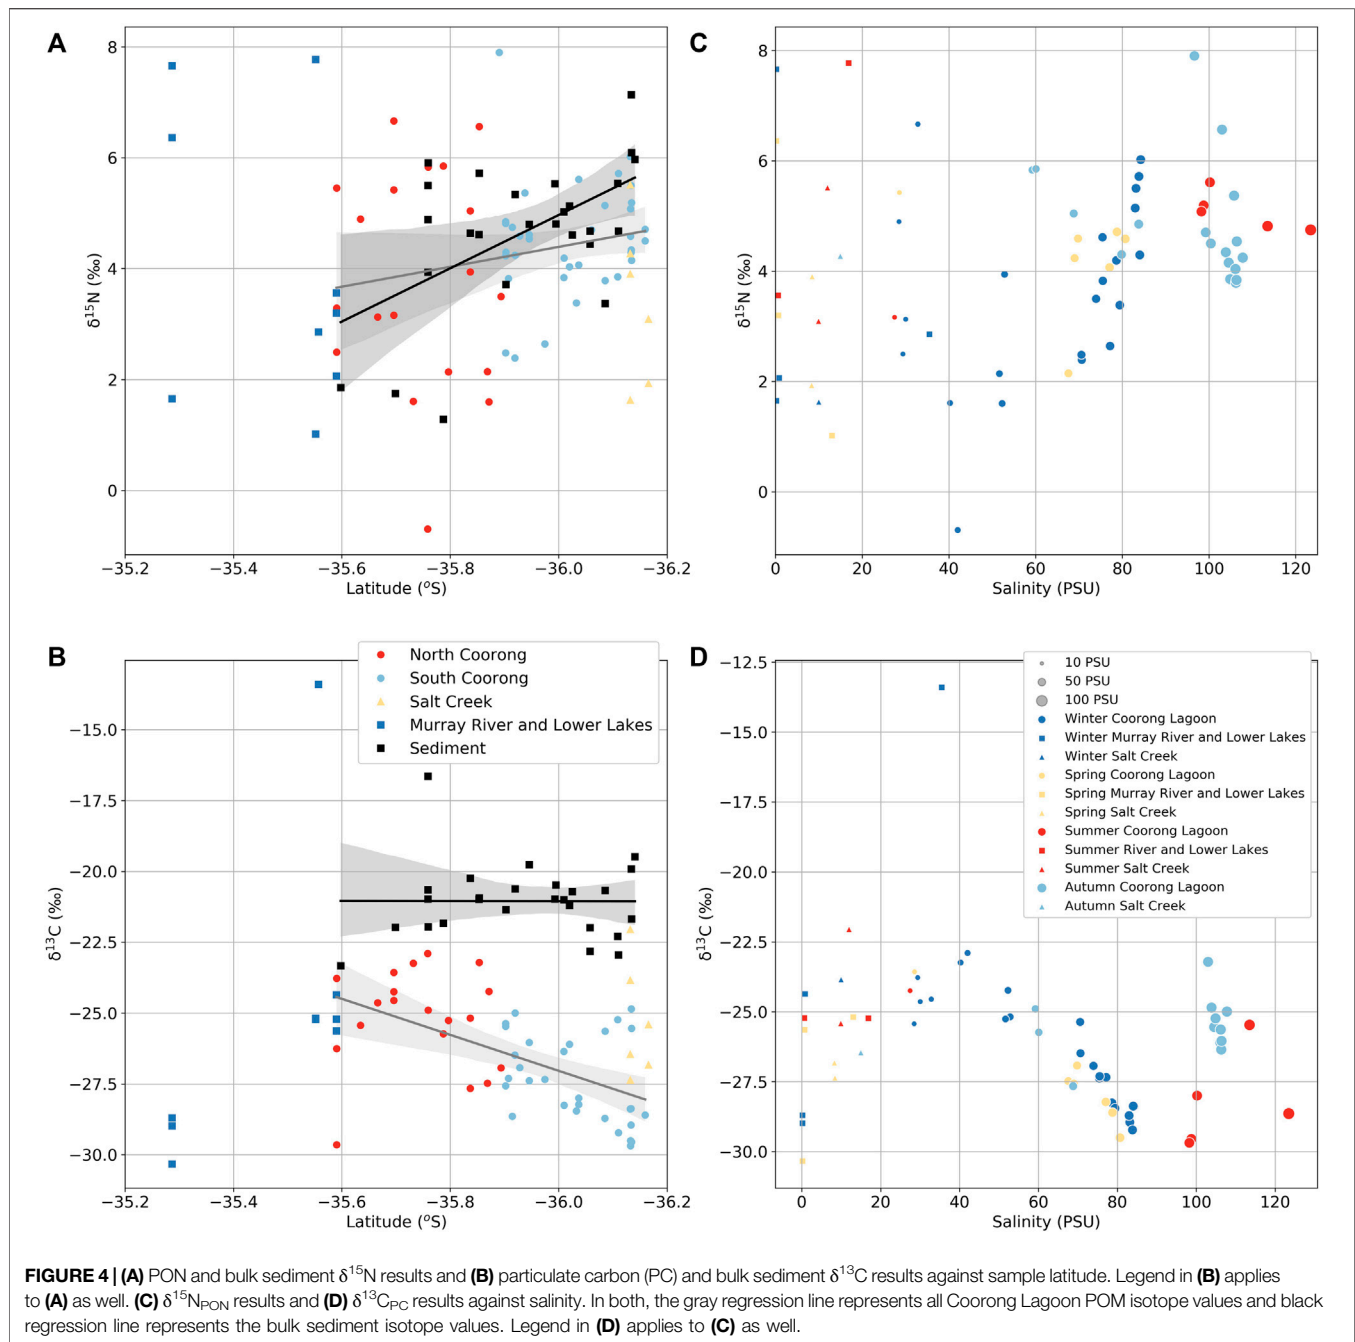 A
8
6
4
2
0
δ15N (‰)
−35.2
−35.4
−35.6
−35.8
−36.0
−36.2
Latitude (oS)
C
8
6
4
2
0
δ15N (‰)
0
20
40
60
80
100
120
Salinity (PSU)
B
−15.0
−17.5
−20.0
−22.5
−25.0
−27.5
−30.0
δ13C (‰)
North Coorong
South Coorong
Salt Creek
Murray River and Lower Lakes
Sediment
−35.2
−35.4
−35.6
−35.8
−36.0
−36.2
Latitude (oS)
D
−12.5
−15.0
−17.5
−20.0
−22.5
−25.0
−27.5
−30.0
δ13C (‰)
10 PSU
50 PSU
100 PSU
Winter Coorong Lagoon
Winter Murray River and Lower Lakes
Winter Salt Creek
Spring Coorong Lagoon
Spring Murray River and Lower Lakes
Spring Salt Creek
Summer Coorong Lagoon
Summer River and Lower Lakes
Summer Salt Creek
Autumn Coorong Lagoon
Autumn Salt Creek
0
20
40
60
80
100
120
Salinity (PSU)
FIGURE 4 | (A) PON and bulk sediment δ15N results and (B) particulate carbon (PC) and bulk sediment δ13C results against sample latitude. Legend in (B) applies
to (A) as well. (C) δ15NPON results and (D) δ13CPC results against salinity. In both, the gray regression line represents all Coorong Lagoon POM isotope values and black
regression line represents the bulk sediment isotope values. Legend in (D) applies to (C) as well.